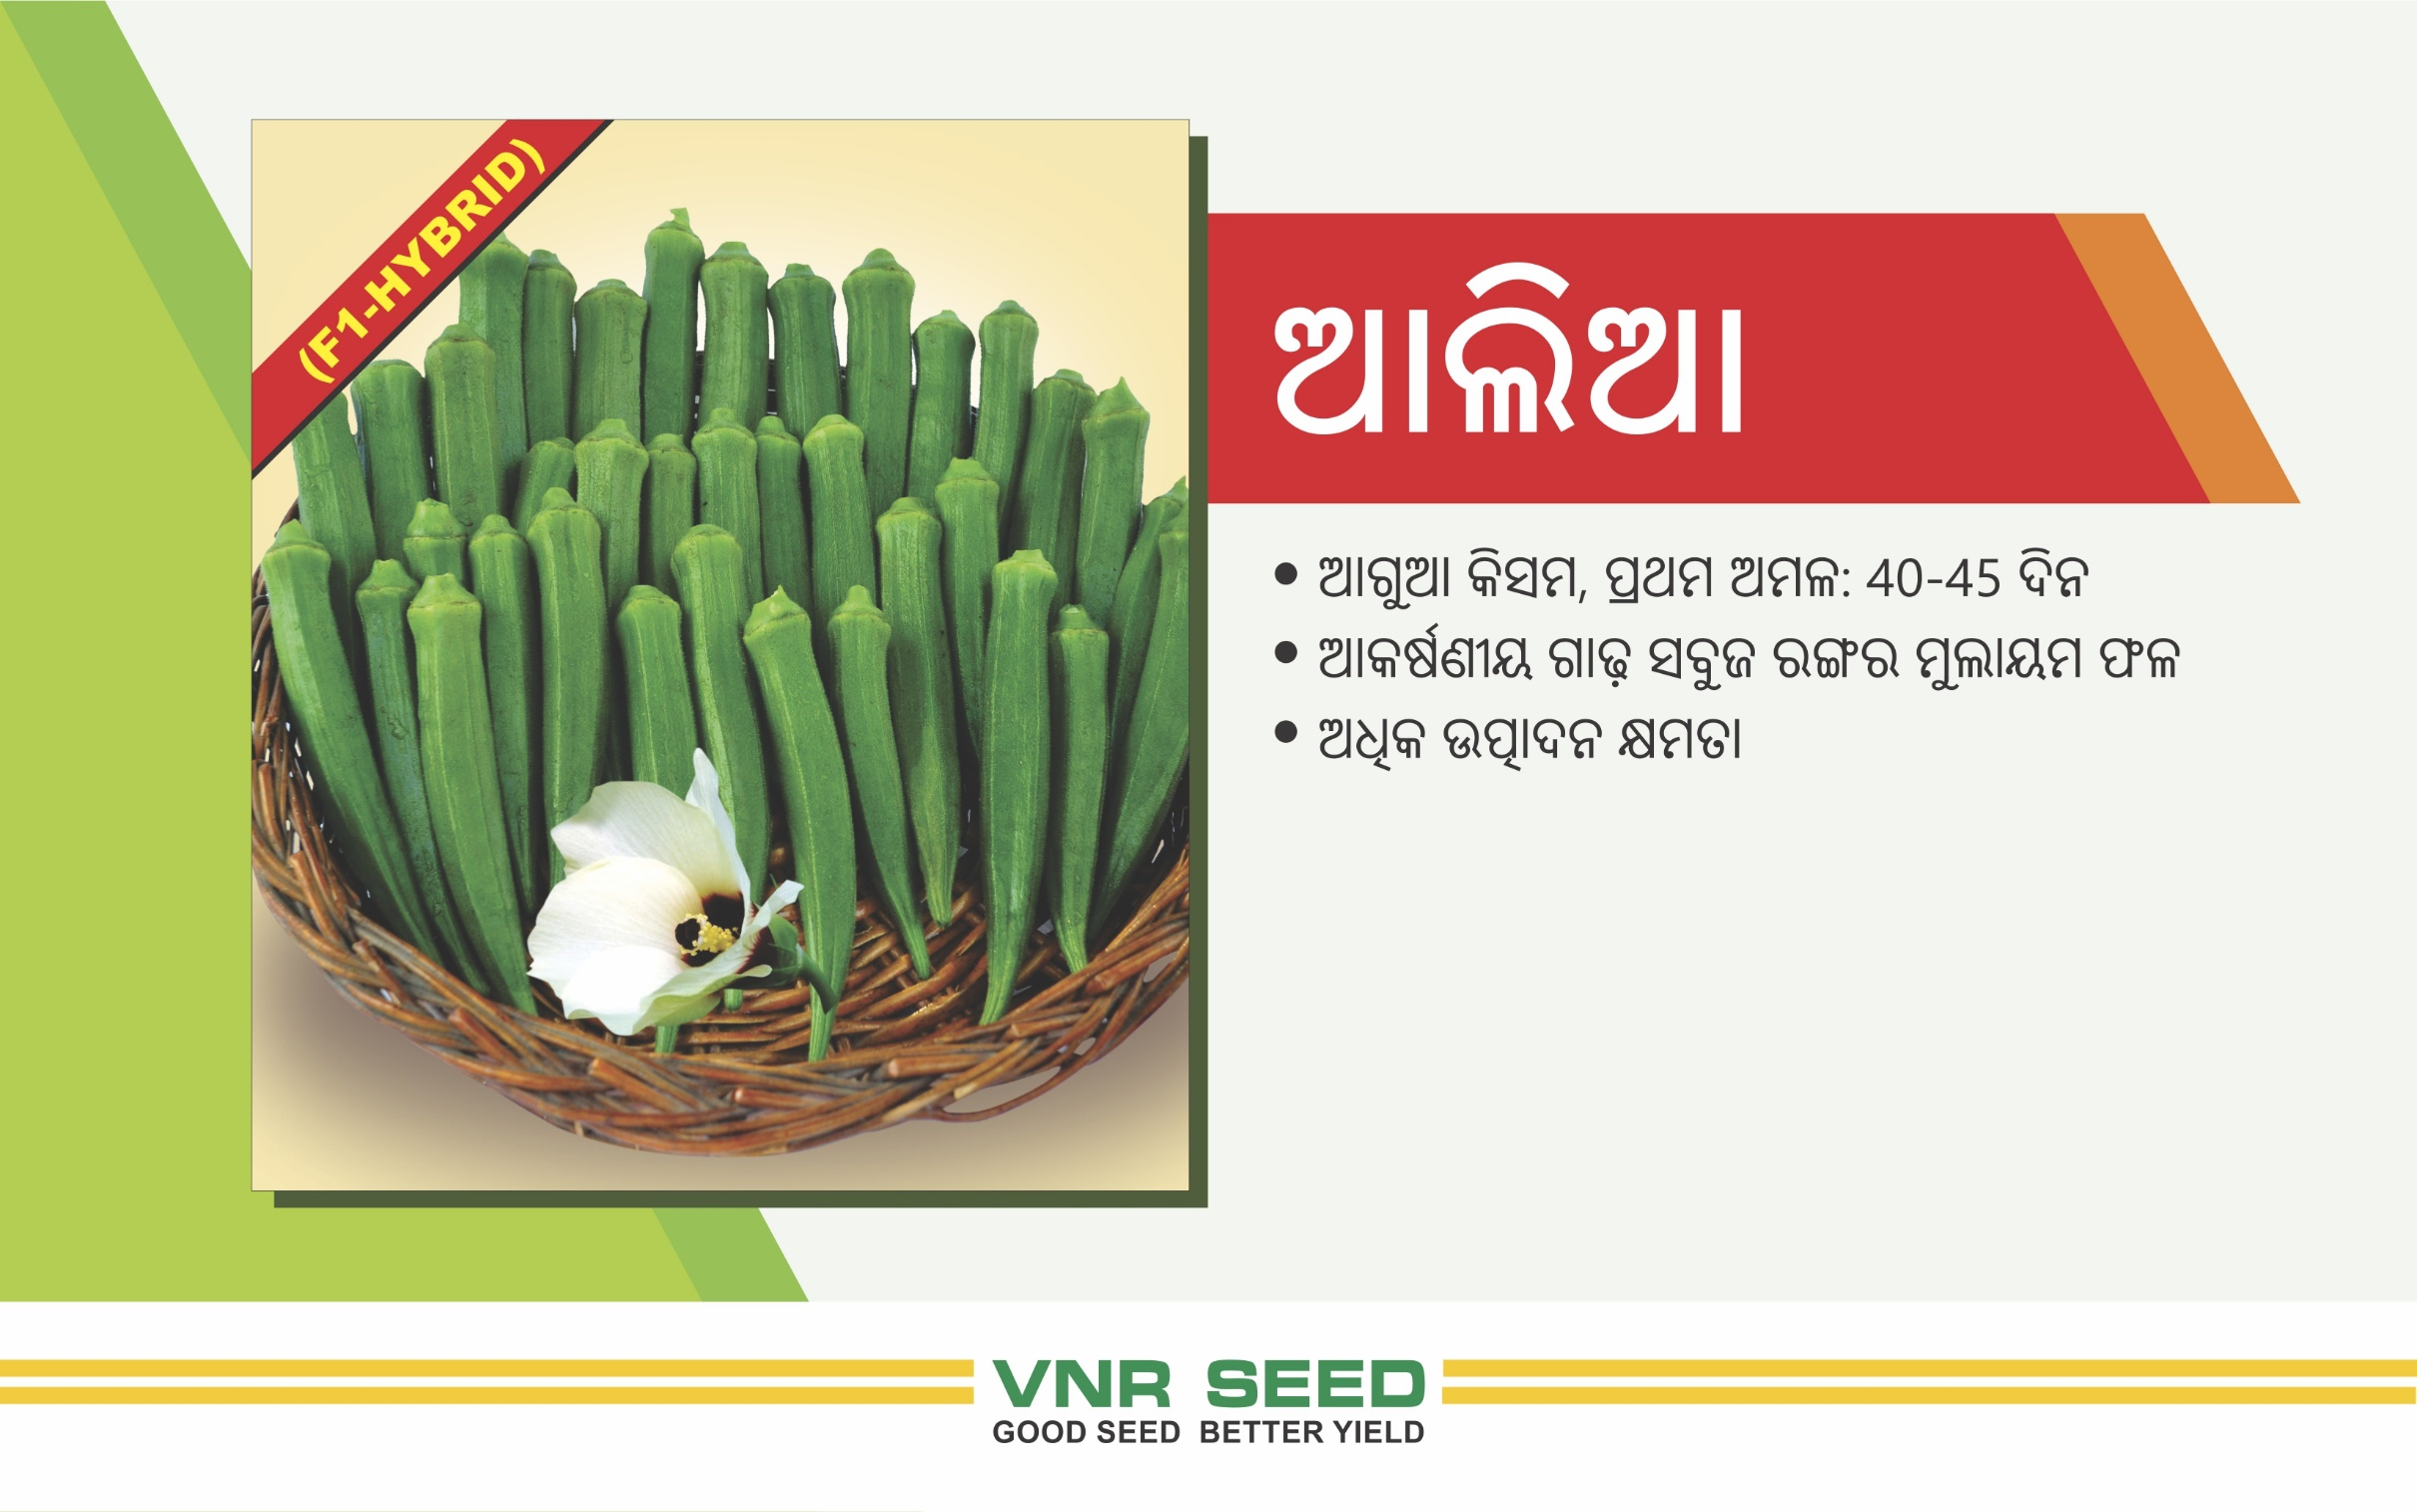 (F1-HYBRID))
ଆଲିଆ
• ଆଗୁଆ କିସମ, ପ୍ରଥମ ଅମଳ: 40-45 ଦିନ
• ଆକର୍ଷଣୀୟ ଗାଢ଼ ସବୁଜ ରଙ୍ଗର ମୁଲାୟମ ଫଳ
• ଅଧିକ ଉତ୍ପାଦନ କ୍ଷମତା
VNR SEED
GOOD SEED BETTER YIELD